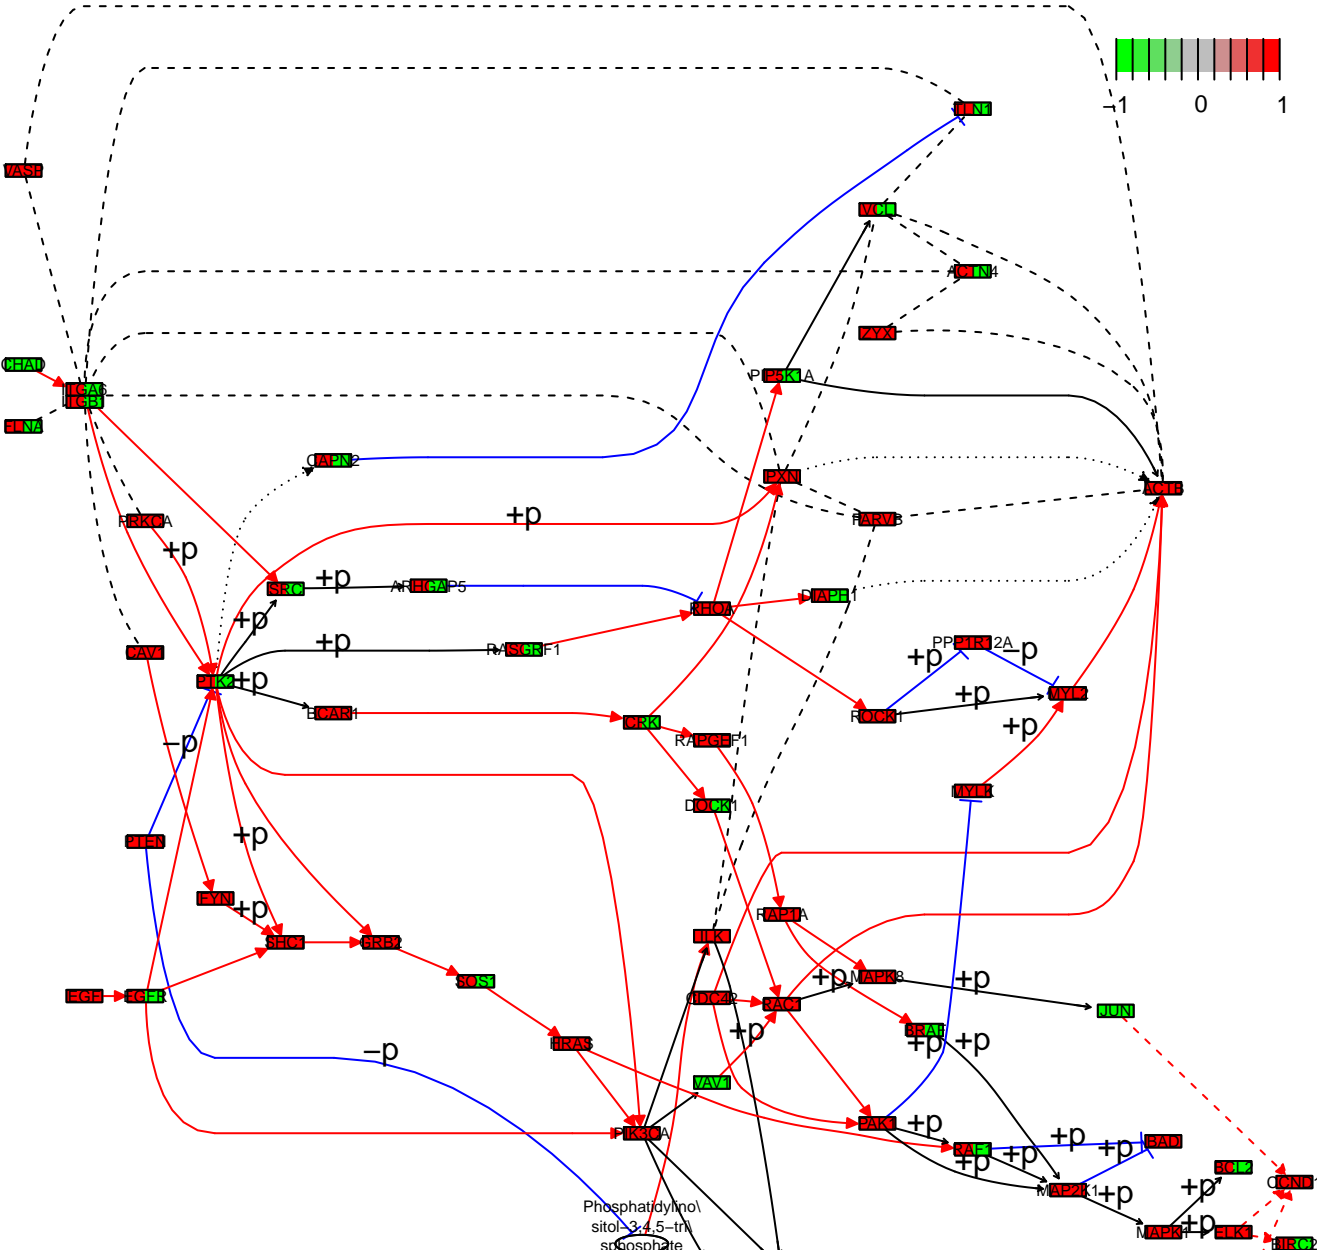 −1
0
1
TLN1
VASP
VCL
ACTN4
ZYX
CHAD
ITGA6
ITGB1
PIP5K1A
FLNA
CAPN2
PXN
ACTB
+p
PARVB
PRKCA
+p
SRC
+p
ARHGAP5
DIAPH1
RHOA
+p
+p
RASGRF1
PPP1R12A
−p
+p
CAV1
PTK2
+p
MYL2
+p
BCAR1
ROCK1
CRK
+p
RAPGEF1
−p
MYLK
DOCK1
+p
PTEN
FYN
+p
RAP1A
ILK
SHC1
GRB2
SOS1
+p
MAPK8
+p
EGF
EGFR
CDC42
RAC1
JUN
+p
BRAF
+p
+p
HRAS
−p
VAV1
PAK1
+p
PIK3CA
+p
BAD
RAF1
+p
+p
+p
BCL2
MAP2K1
+p
+p
CCND1
Phosphatidylino\
sitol−3,4,5−tri\
sphosphate
MAPK1
+p
ELK1
BIRC2